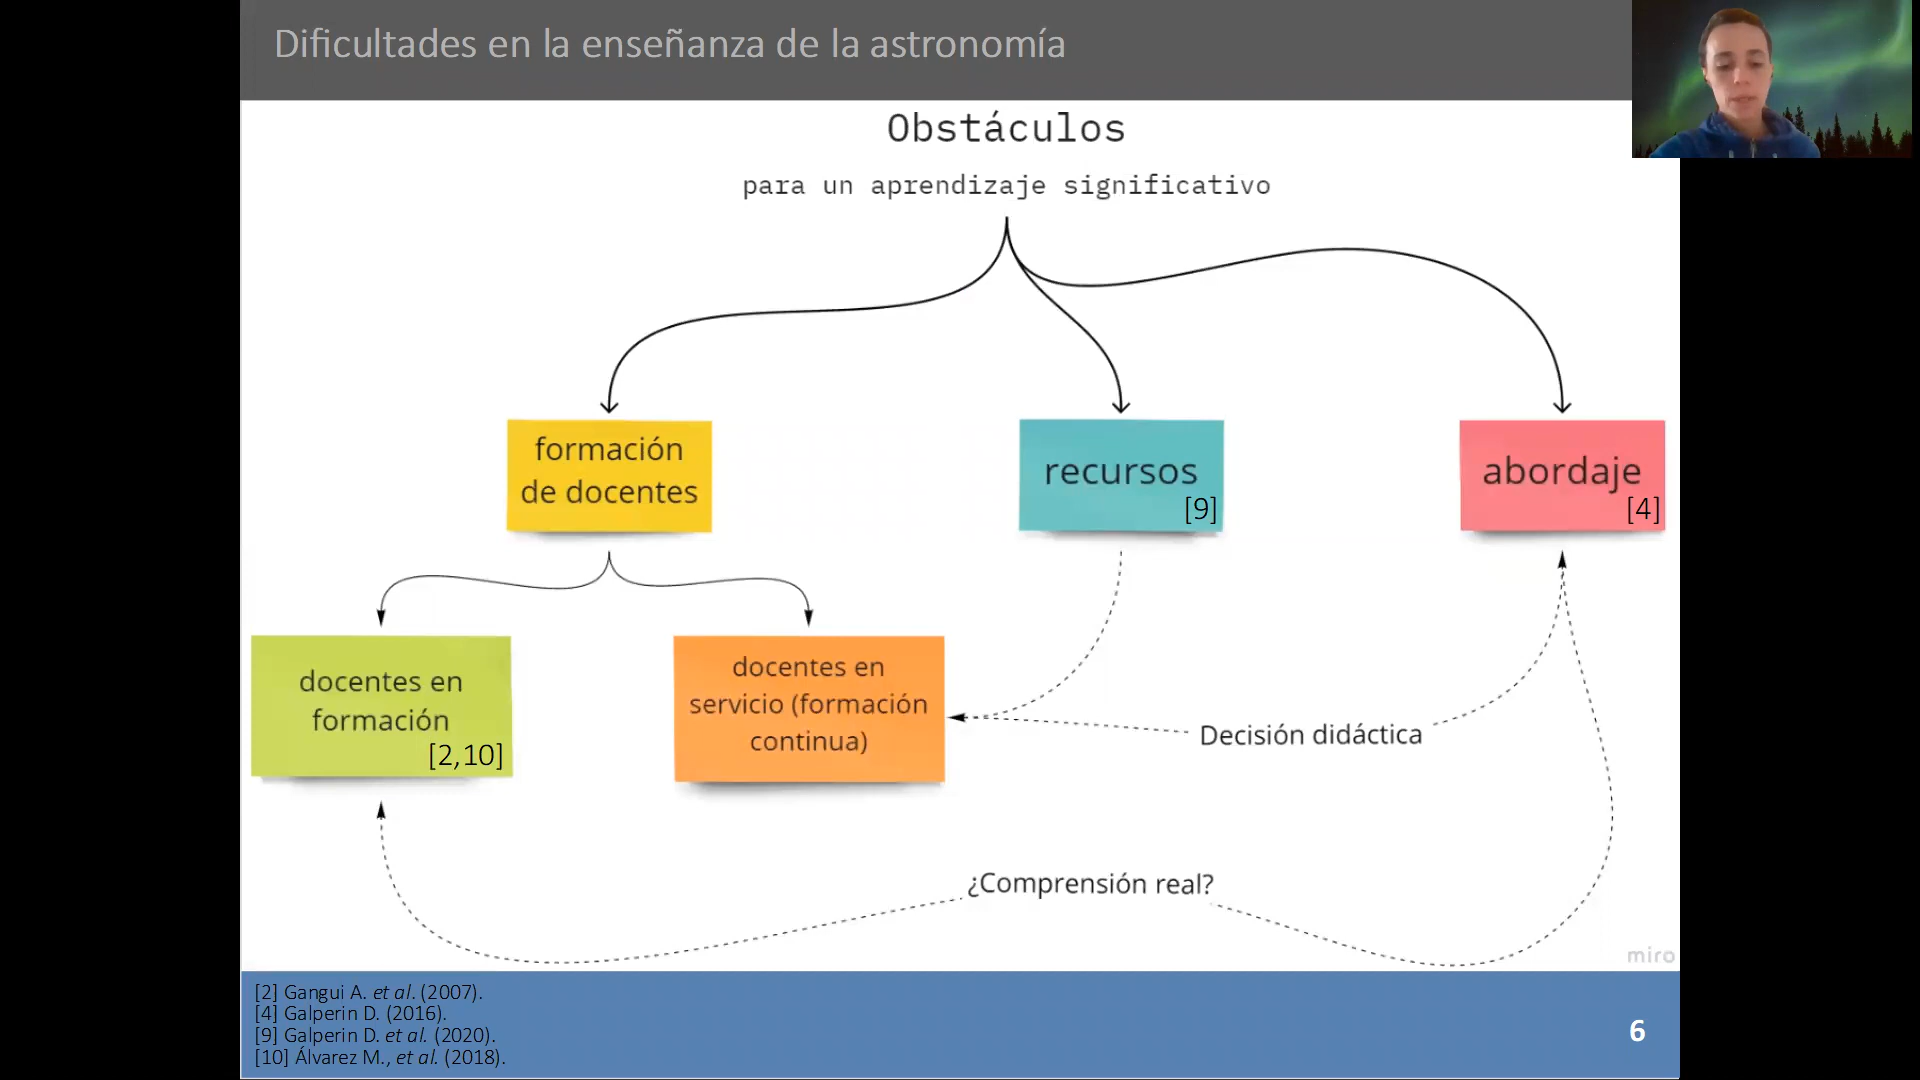 Dificultades en la enseñanza de la astronomía
Obstáculos
para un aprendizaje significativo
formación
de docentes
recursos
[9]
abordaje
[4]
docentes en
formación
[2,10]
docentes en
servicio (formación
continua)
Decisión didáctica
¿Comprensión real?
miro
[2] Gangui A. et al. (2007).
[4] Galperin D. (2016).
[9] Galperin D. et al. (2020).
[10] Álvarez M., et al. (2018).
6